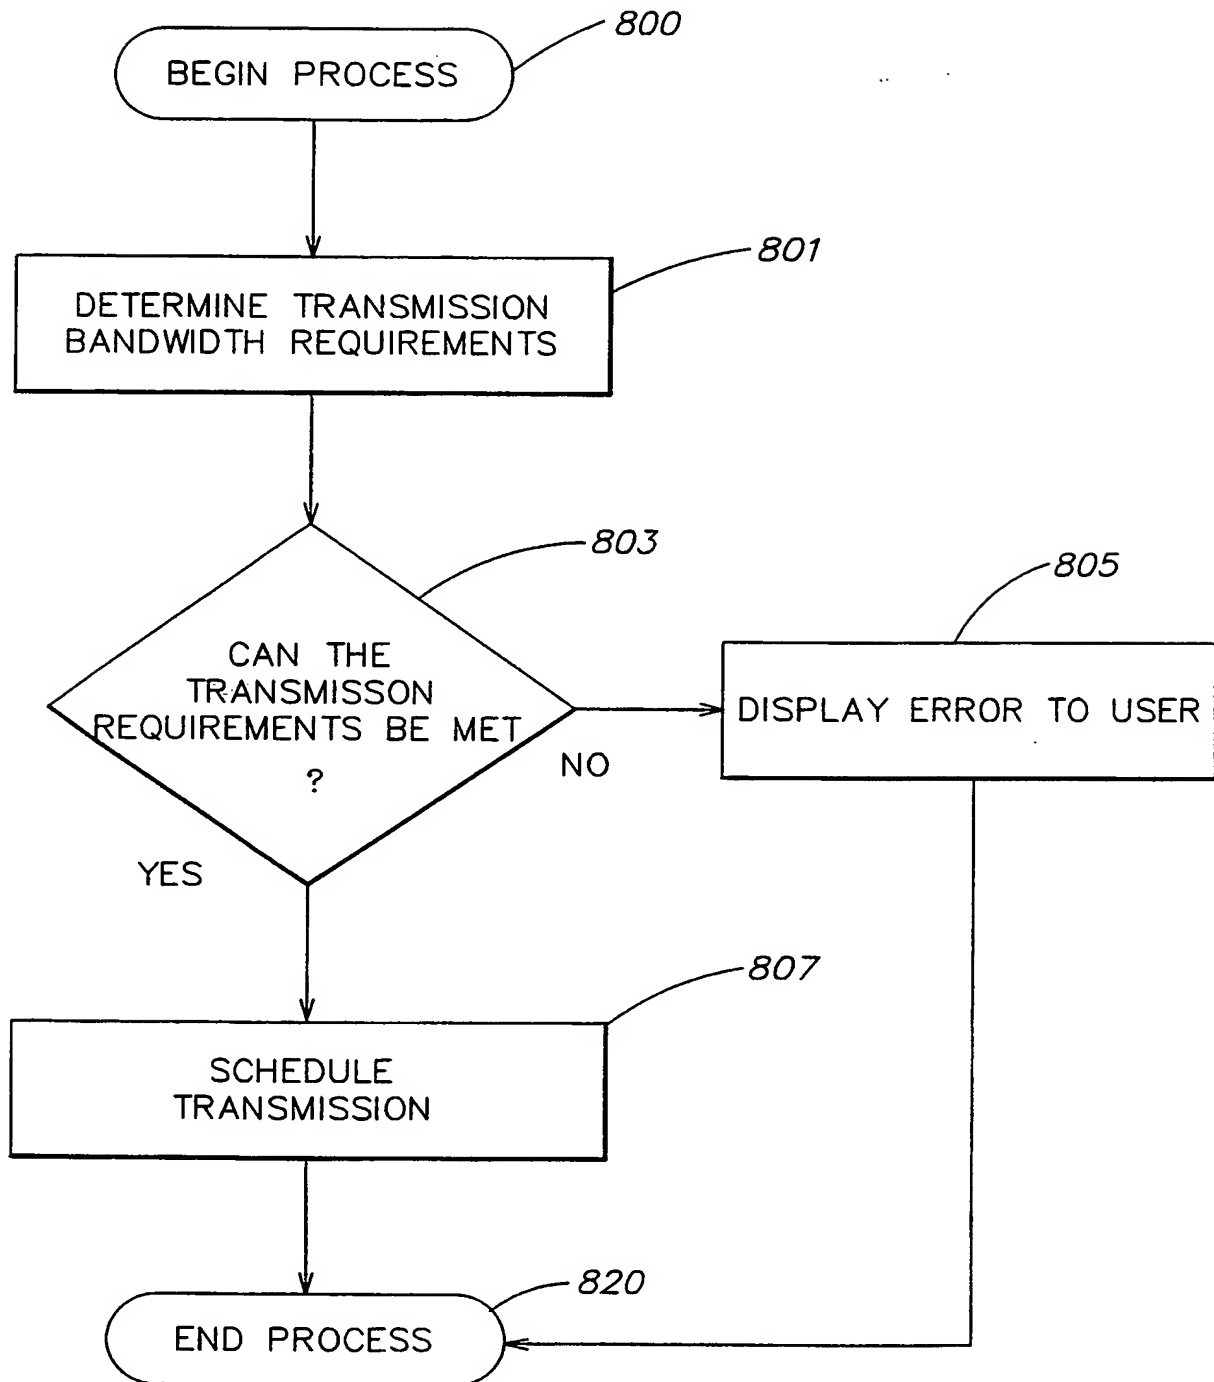 800
BEGIN PROCESS
801
DETERMINE TRANSMISSION
BANDWIDTH REQUIREMENTS
803
CAN THE
TRANSMISSON
REQUIREMENTS BE MET
?
NO
YES
805
DISPLAY ERROR TO USER
807
SCHEDULE
TRANSMISSION
820
END PROCESS